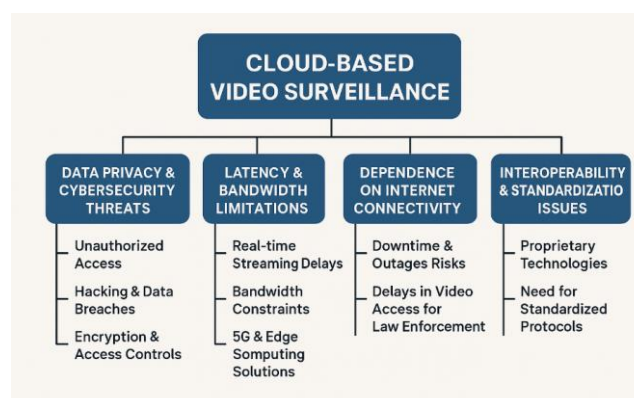 CLOUD-BASED
VIDEO SURVEILLANCE
DATA PRIVACY &
CYBERSECURITY
THREATS
Unauthorized
Access
Hacking & Data
Breaches
Encryption &
Access Controls
LATENCY &
BANDWIDTH
LIMITATIONS
Real-time
Streaming Delays
Bandwidth
Constraints
5G & Edge
Somputing
Solutions
DEPENDENCE
ON INTERNET
CONNECTIVITY
Downtime &
Outages Risks
Delays in Video
Access for
Law Enforcement
INTEROPERABILITY
& STANDARDIZATIO
ISSUES
Proprietary
Technologies
Need for
Standardized
Protocols